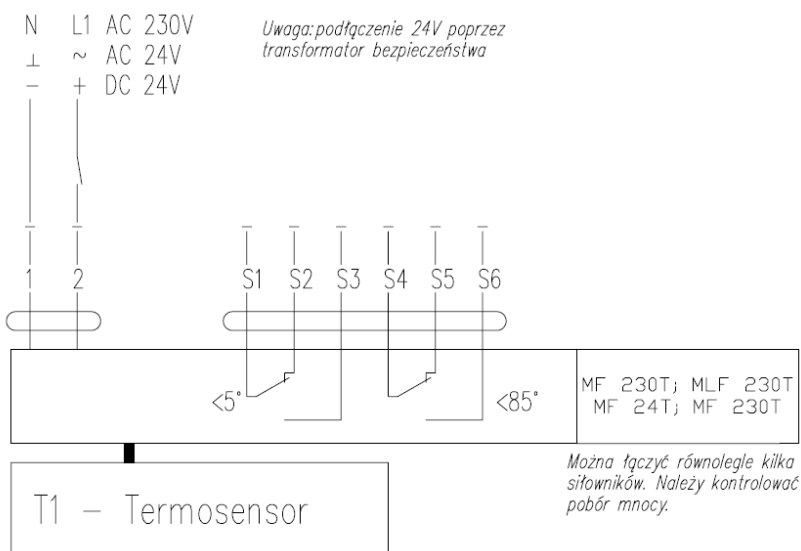 N L1 AC 230V
⊥ ~ AC 24V
− + DC 24V
Uwaga:podłączenie 24V poprzez
transformator bezpieczeństwa
1 2 S1 S2 S3 S4 S5 S6
<5° <85°
MF 230T; MLF 230T
MF 24T; MF 230T
Można łączyć równolegle kilka
siłowników. Należy kontrolować
pobór mnocy.
T1 – Termosensor